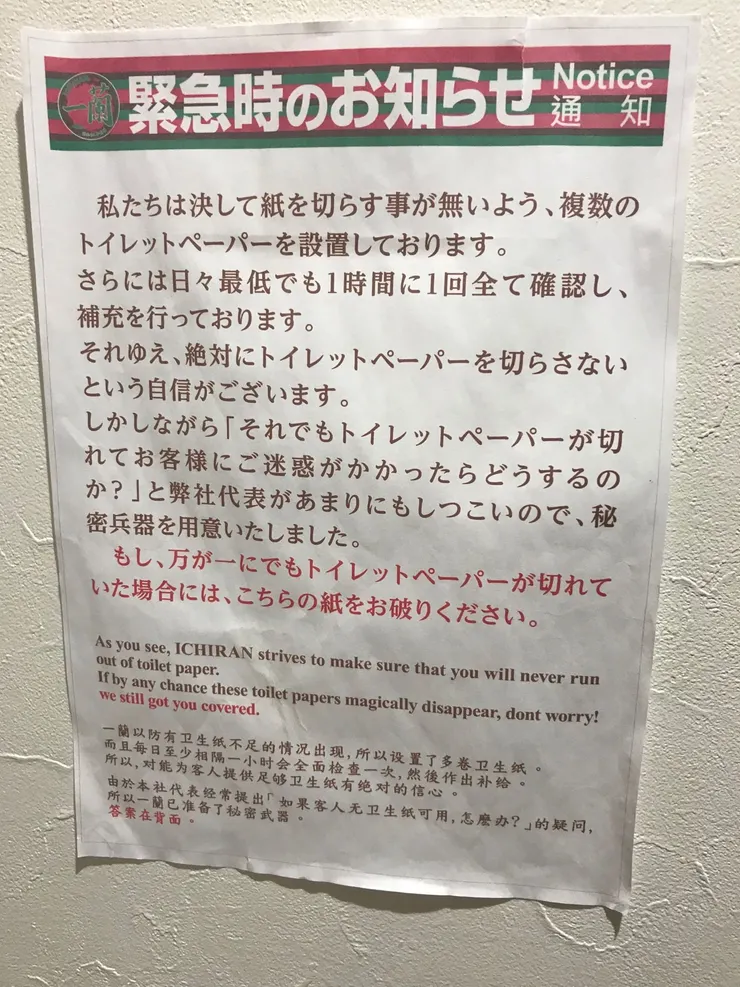 一蘭
緊急時のお知らせ
Notice
通 知
私たちは決して紙を切らす事が無いよう、複数の
トイレットペーパーを設置しております。
さらには日々最低でも1時間に1回全て確認し、
補充を行っております。
それゆえ、絶対にトイレットペーパーを切らさない
という自信がございます。
しかしながら「それでもトイレットペーパーが切
れてお客様にご迷惑がかかったらどうするの
か?」と弊社代表があまりにもしつこいので、秘
密兵器を用意いたしました。
もし、万が一にでもトイレットペーパーが切れて
いた場合には、こちらの紙をお破りください。
As you see, ICHIRAN strives to make sure that you will never run
out of toilet paper.
If by any chance these toilet papers magically disappear, dont worry!
we still got you covered.
一蘭以防有卫生纸不足的情况出现,所以设置了多卷卫生纸。
而且每日至少相隔一小时会全面检查一次,然後作出补给。
所以,对能为客人提供足够卫生纸有绝对的信心。
由於本社代表经常提出「如果客人无卫生纸可用,怎麽办?」的疑问,
所以一蘭已准备了秘密武器。
答案在背面。